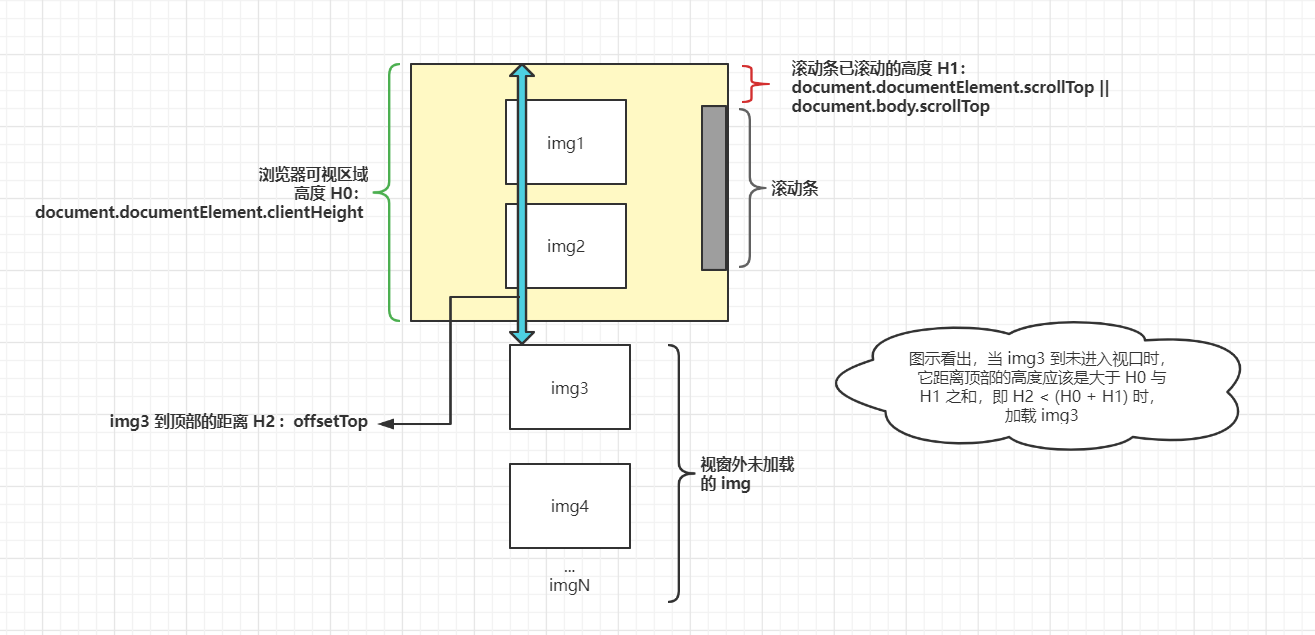 滚动条已滚动的高度 H1：
document.documentElement.scrollTop ||
document.body.scrollTop
img1
浏览器可视区域
高度 H0：
document.documentElement.clientHeight
滚动条
img2
图示看出，当 img3 到未进入视口时，
它距离顶部的高度应该是大于 H0 与
H1 之和，即 H2 < (H0 + H1) 时，
加载 img3
img3
img3 到顶部的距离 H2 ：offsetTop
视窗外未加载
的 img
img4
...
imgN